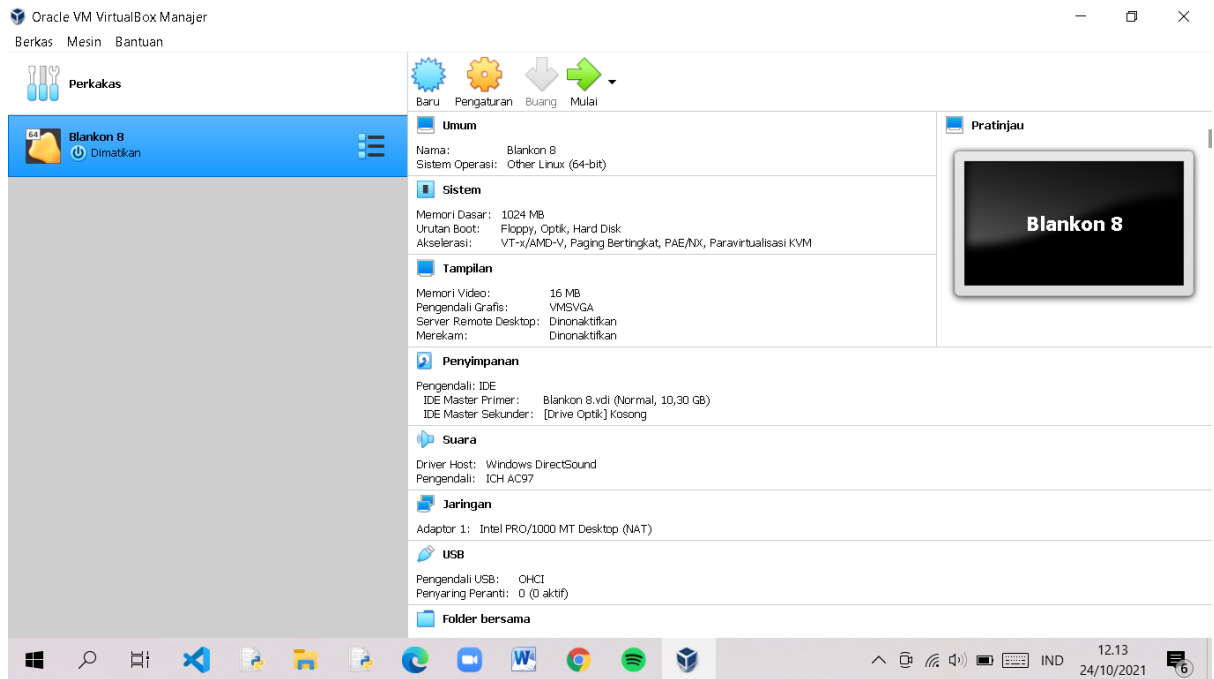 Oracle VM VirtualBox Manajer
Berkas Mesin Bantuan
Perkakas
Baru Pengaturan Buang Mulai
64
Blankon 8
Dimatikan
Umum
Nama: Blankon 8
Sistem Operasi: Other Linux (64-bit)
Sistem
Memori Dasar: 1024 MB
Urutan Boot: Floppy, Optik, Hard Disk
Akselerasi: VT-x/AMD-V, Paging Bertingkat, PAE/NX, Paravirtualisasi KVM
Tampilan
Memori Video: 16 MB
Pengendali Grafis: VMSVGA
Server Remote Desktop: Dinonaktifkan
Merekam: Dinonaktifkan
Pratinjau
Blankon 8
Penyimpanan
Pengendali: IDE
IDE Master Primer: Blankon 8.vdi (Normal, 10,30 GB)
IDE Master Sekunder: [Drive Optik] Kosong
Suara
Driver Host: Windows DirectSound
Pengendali: ICH AC97
Jaringan
Adaptor 1: Intel PRO/1000 MT Desktop (NAT)
USB
Pengendali USB: OHCI
Penyaring Peranti: 0 (0 aktif)
Folder bersama
W
IND
12.13
24/10/2021
6